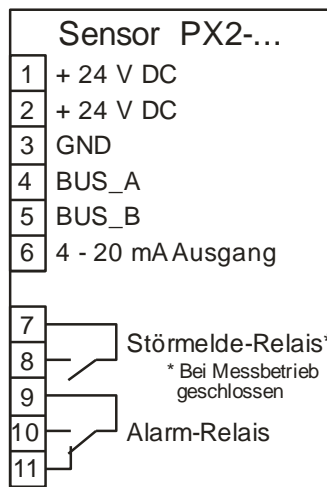 Sensor PX2-...
1 + 24 V DC
2 + 24 V DC
3 GND
4 BUS_A
5 BUS_B
6 4 - 20 mA Ausgang
7
8 Störmelde-Relais*
* Bei Messbetrieb
geschlossen
9
10 Alarm-Relais
11